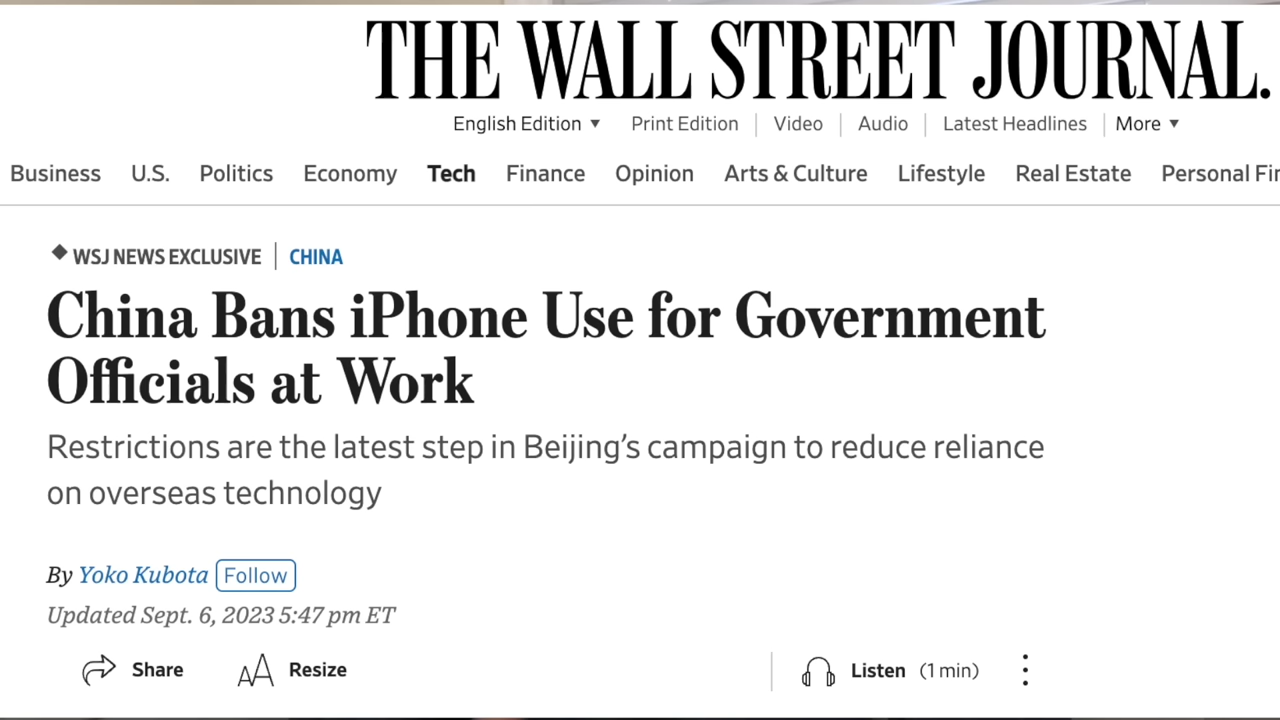 THE WALL STREET JOURNAL.
English Edition ▼ Print Edition | Video | Audio | Latest Headlines | More ▼
Business U.S. Politics Economy Tech Finance Opinion Arts & Culture Lifestyle Real Estate Personal Fin
◆ WSJ NEWS EXCLUSIVE | CHINA
China Bans iPhone Use for Government
Officials at Work
Restrictions are the latest step in Beijing’s campaign to reduce reliance
on overseas technology
By Yoko Kubota Follow
Updated Sept. 6, 2023 5:47 pm ET
Share AA Resize Listen (1 min)